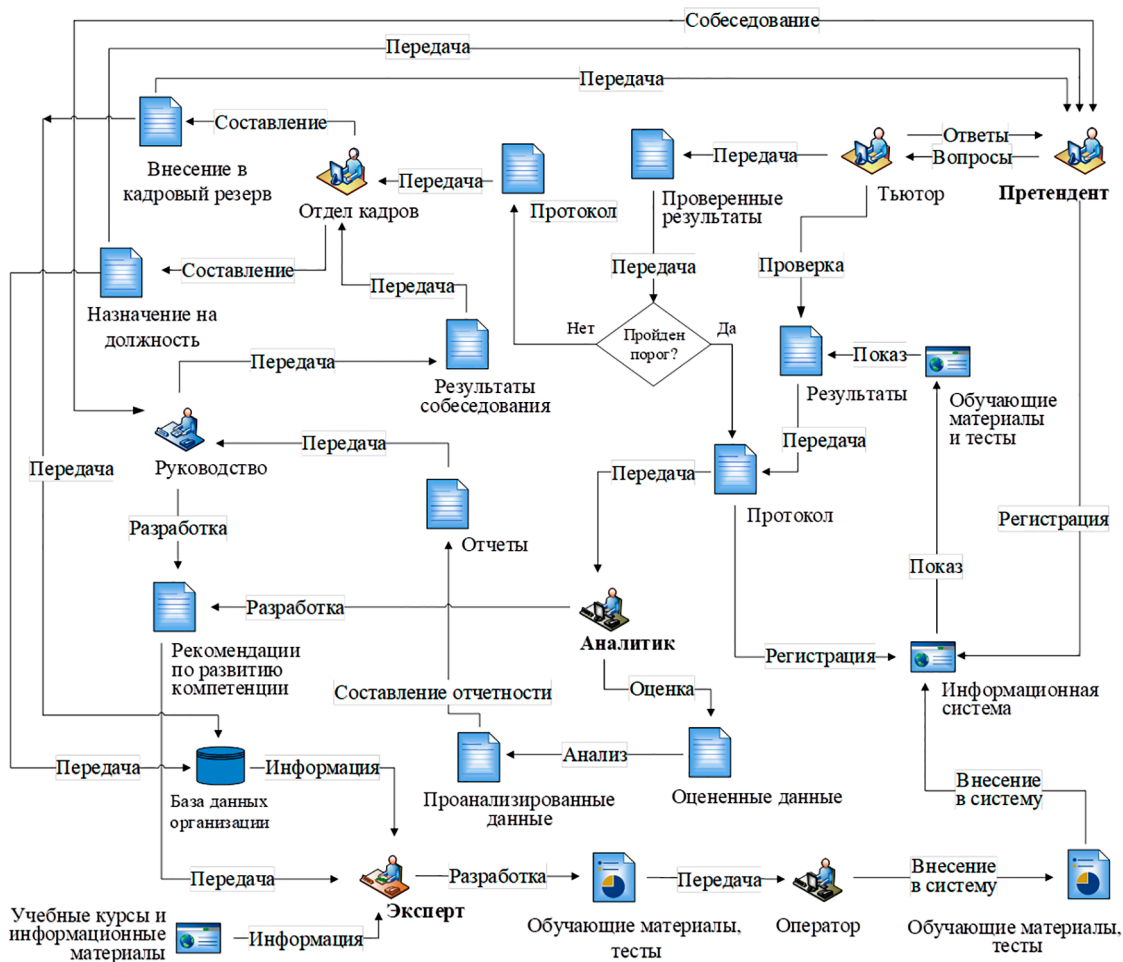 Собеседование
Передача
Передача
Составление
Внесение в
кадровый резерв
Отдел кадров
Передача
Протокол
Передача
Проверенные
результаты
Ответы
Вопросы
Тьютор
Претендент
Составление
Назначение на
должность
Передача
Передача
Проверка
Нет
Пройден
порог?
Да
Передача
Результаты
собеседования
Показ
Результаты
Обучающие
материалы
и тесты
Руководство
Передача
Передача
Передача
Передача
Протокол
Регистрация
Разработка
Отчеты
Показ
Разработка
Аналитик
Рекомендации
по развитию
компетенции
Регистрация
Информационная
система
Составление отчетности
Оценка
Анализ
Проанализированные
данные
Оцененные данные
Передача
Информация
База данных
организации
Внесение
в систему
Передача
Эксперт
Разработка
Обучающие материалы,
тесты
Передача
Оператор
Внесение
в систему
Обучающие материалы,
тесты
Учебные курсы и
информационные
материалы
Информация